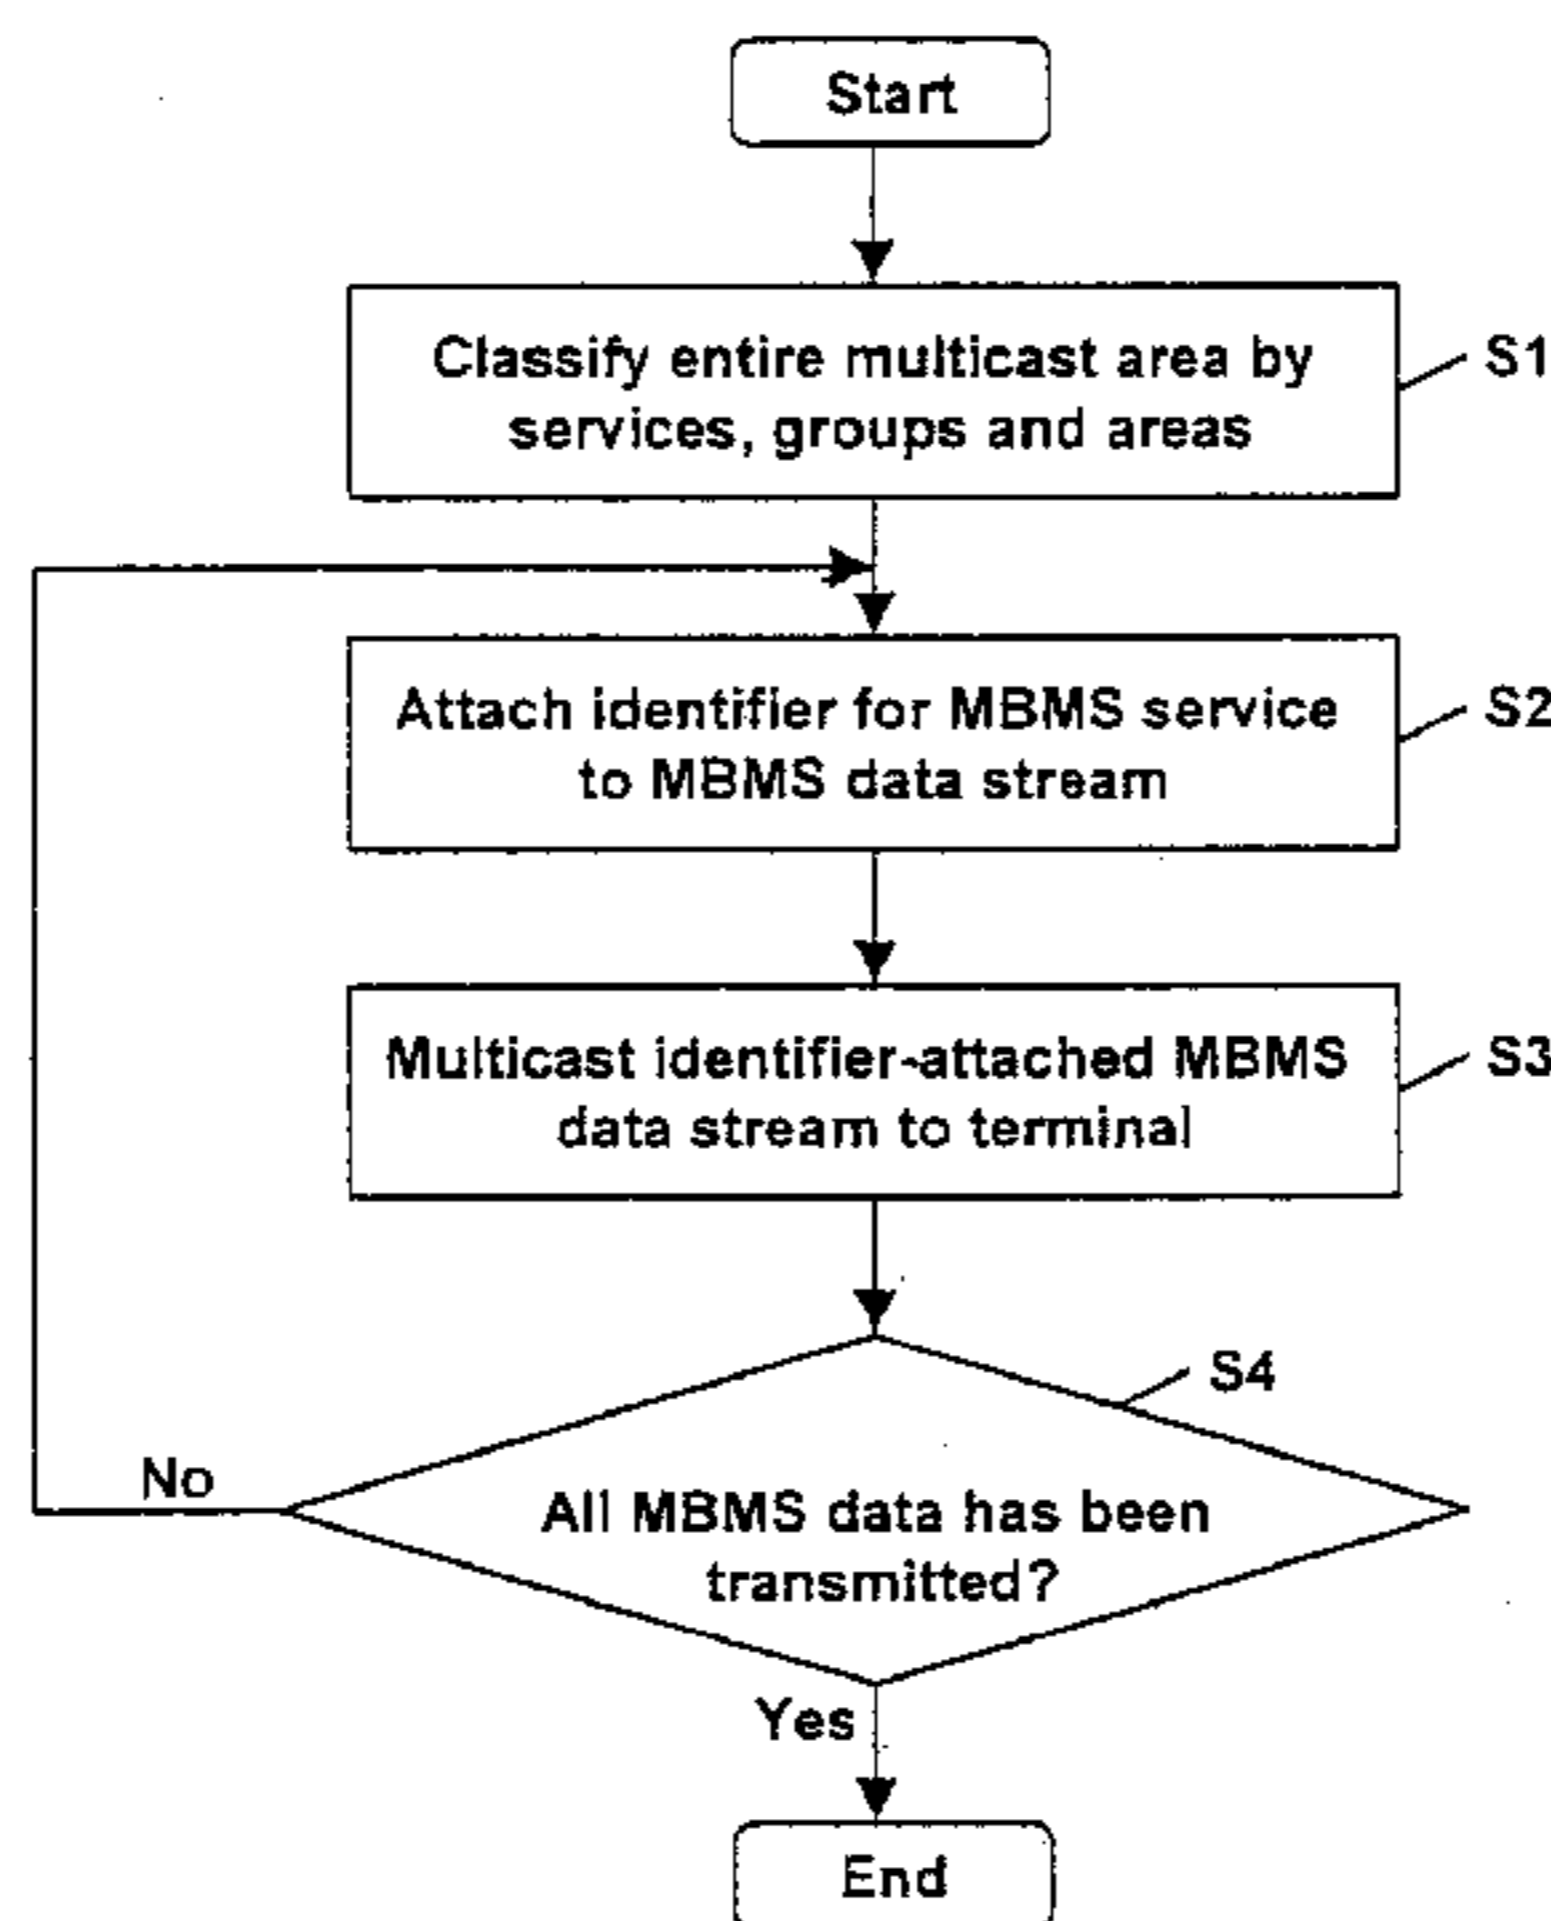 Start
Classify entire multicast area by
services, groups and areas
S1
Attach identifier for MBMS service
to MBMS data stream
S2
Multicast identifier-attached MBMS
data stream to terminal
S3
S4
All MBMS data has been
transmitted?
No
Yes
End